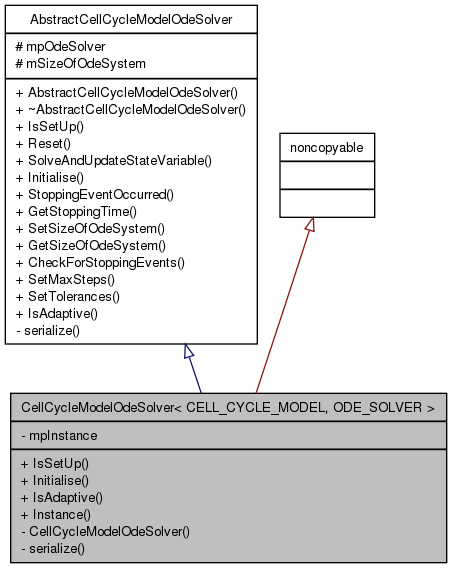 AbstractCellCycleModelOdeSolver
# mpOdeSolver
# mSizeOfOdeSystem
+ AbstractCellCycleModelOdeSolver()
+ ~AbstractCellCycleModelOdeSolver()
+ IsSetUp()
+ Reset()
+ SolveAndUpdateStateVariable()
+ Initialise()
+ StoppingEventOccurred()
+ GetStoppingTime()
+ SetSizeOfOdeSystem()
+ GetSizeOfOdeSystem()
+ CheckForStoppingEvents()
+ SetMaxSteps()
+ SetTolerances()
+ IsAdaptive()
- serialize()
noncopyable
CellCycleModelOdeSolver< CELL_CYCLE_MODEL, ODE_SOLVER >
- mpInstance
+ IsSetUp()
+ Initialise()
+ IsAdaptive()
+ Instance()
- CellCycleModelOdeSolver()
- serialize()